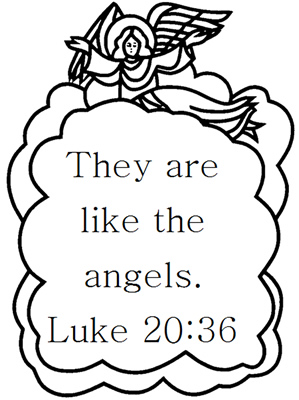 They are
like the
angels.
Luke 20:36